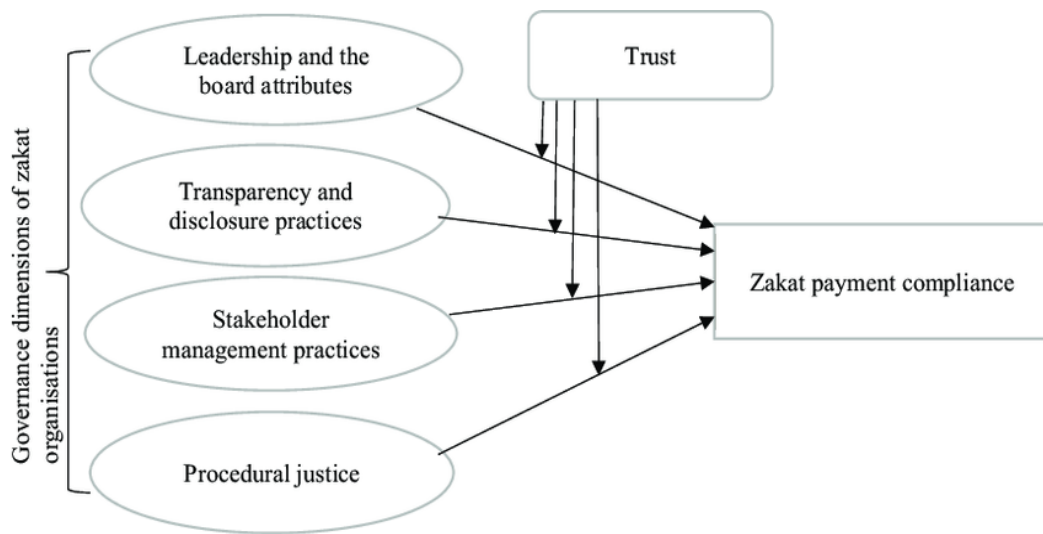 Governance dimensions of zakat
organisations
Leadership and the
board attributes
Trust
Transparency and
disclosure practices
Stakeholder
management practices
Procedural justice
Zakat payment compliance